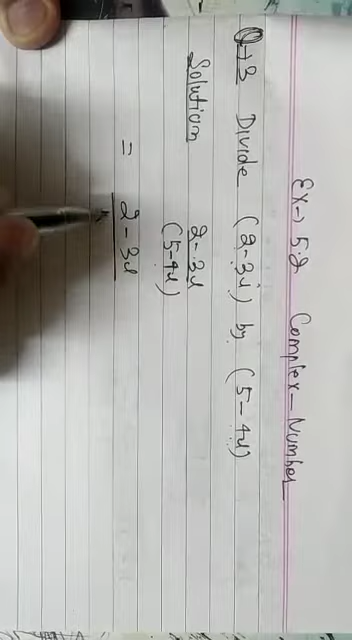 Ex-) 5.2 Complex-Number
Q-13 Divide (2-3i) by (5-4i)
Solution 2-3i
(5-4i)
= 2-3i